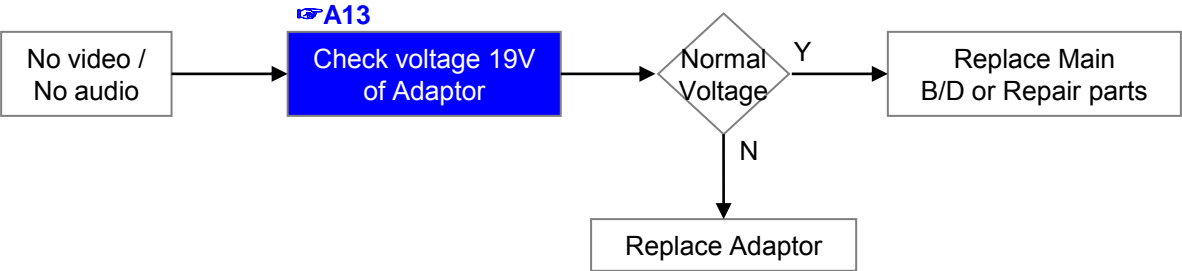 ☞A13
No video /
No audio
Check voltage 19V
of Adaptor
Normal
Voltage
Y
Replace Main
B/D or Repair parts
N
Replace Adaptor